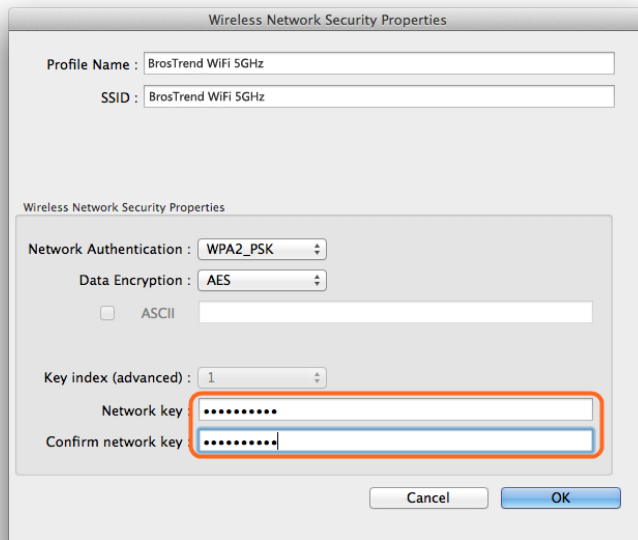 Wireless Network Security Properties
Profile Name : BrosTrend WiFi 5GHz
SSID : BrosTrend WiFi 5GHz
Wireless Network Security Properties
Network Authentication : WPA2_PSK
Data Encryption : AES
ASCII
Key index (advanced) : 1
Network key : ••••••••••
Confirm network key : ••••••••••
Cancel OK